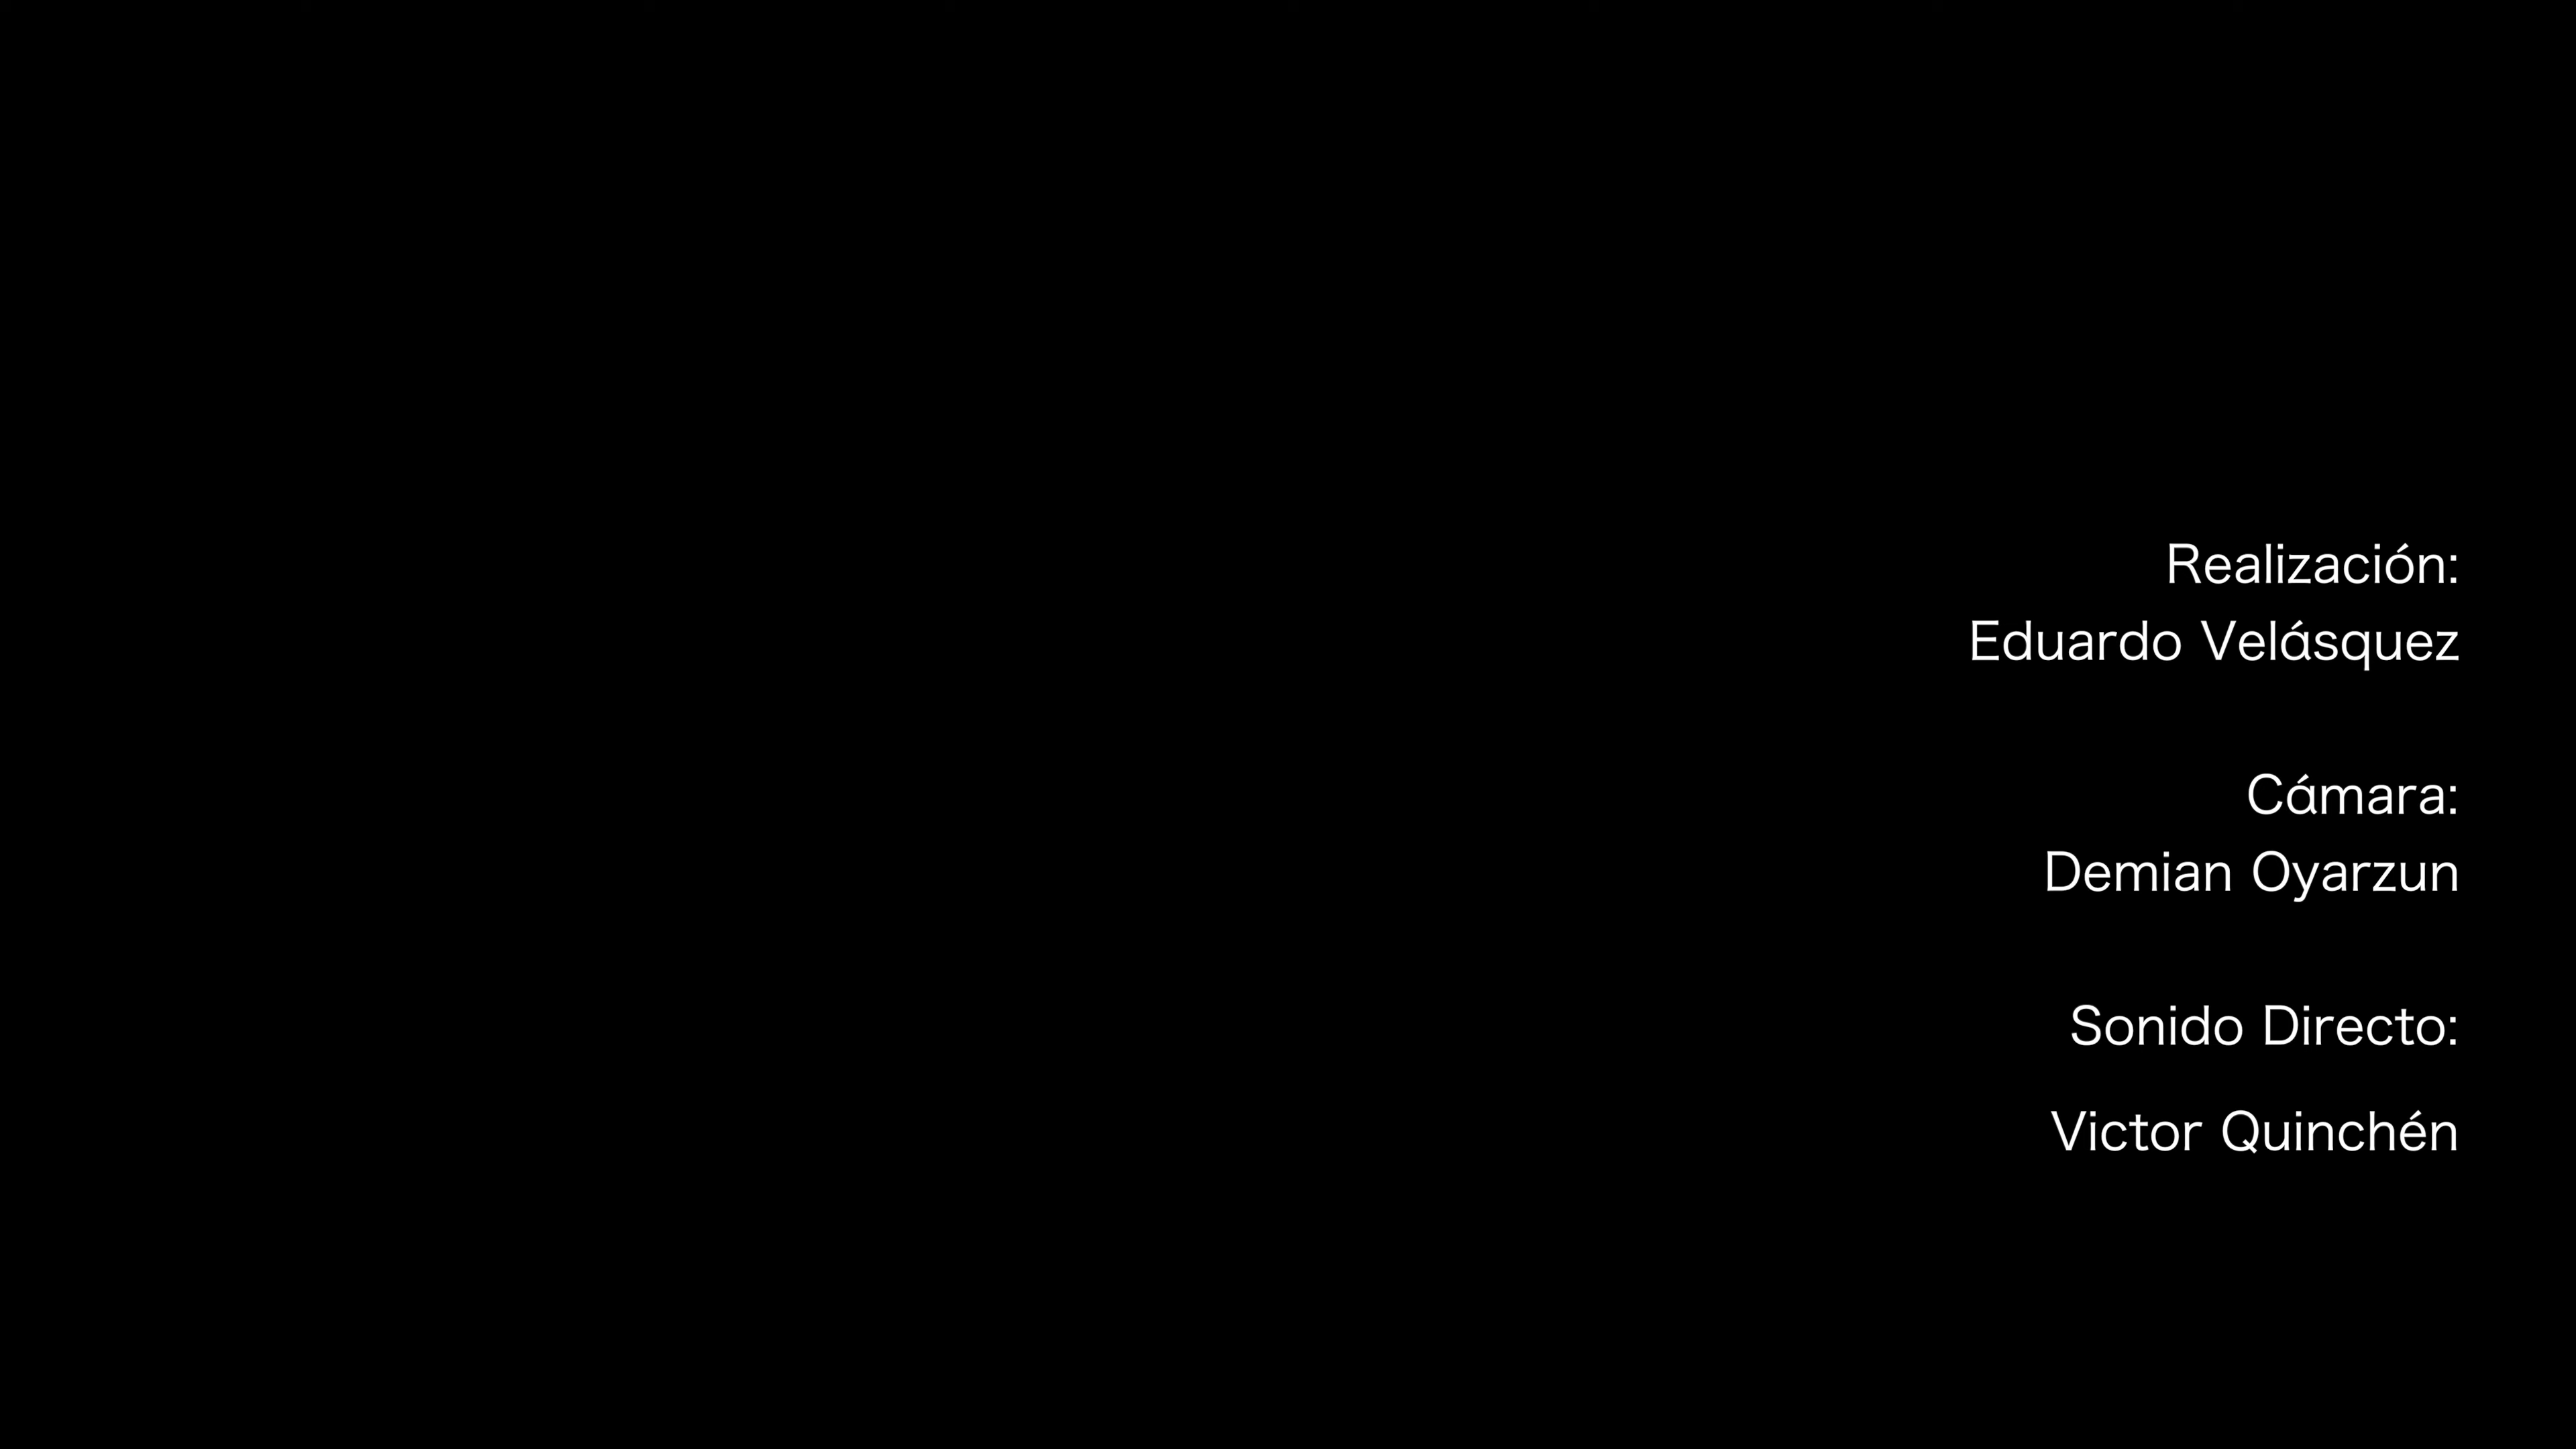 Realización:
Eduardo Velásquez
Cámara:
Demian Oyarzun
Sonido Directo:
Victor Quinchén